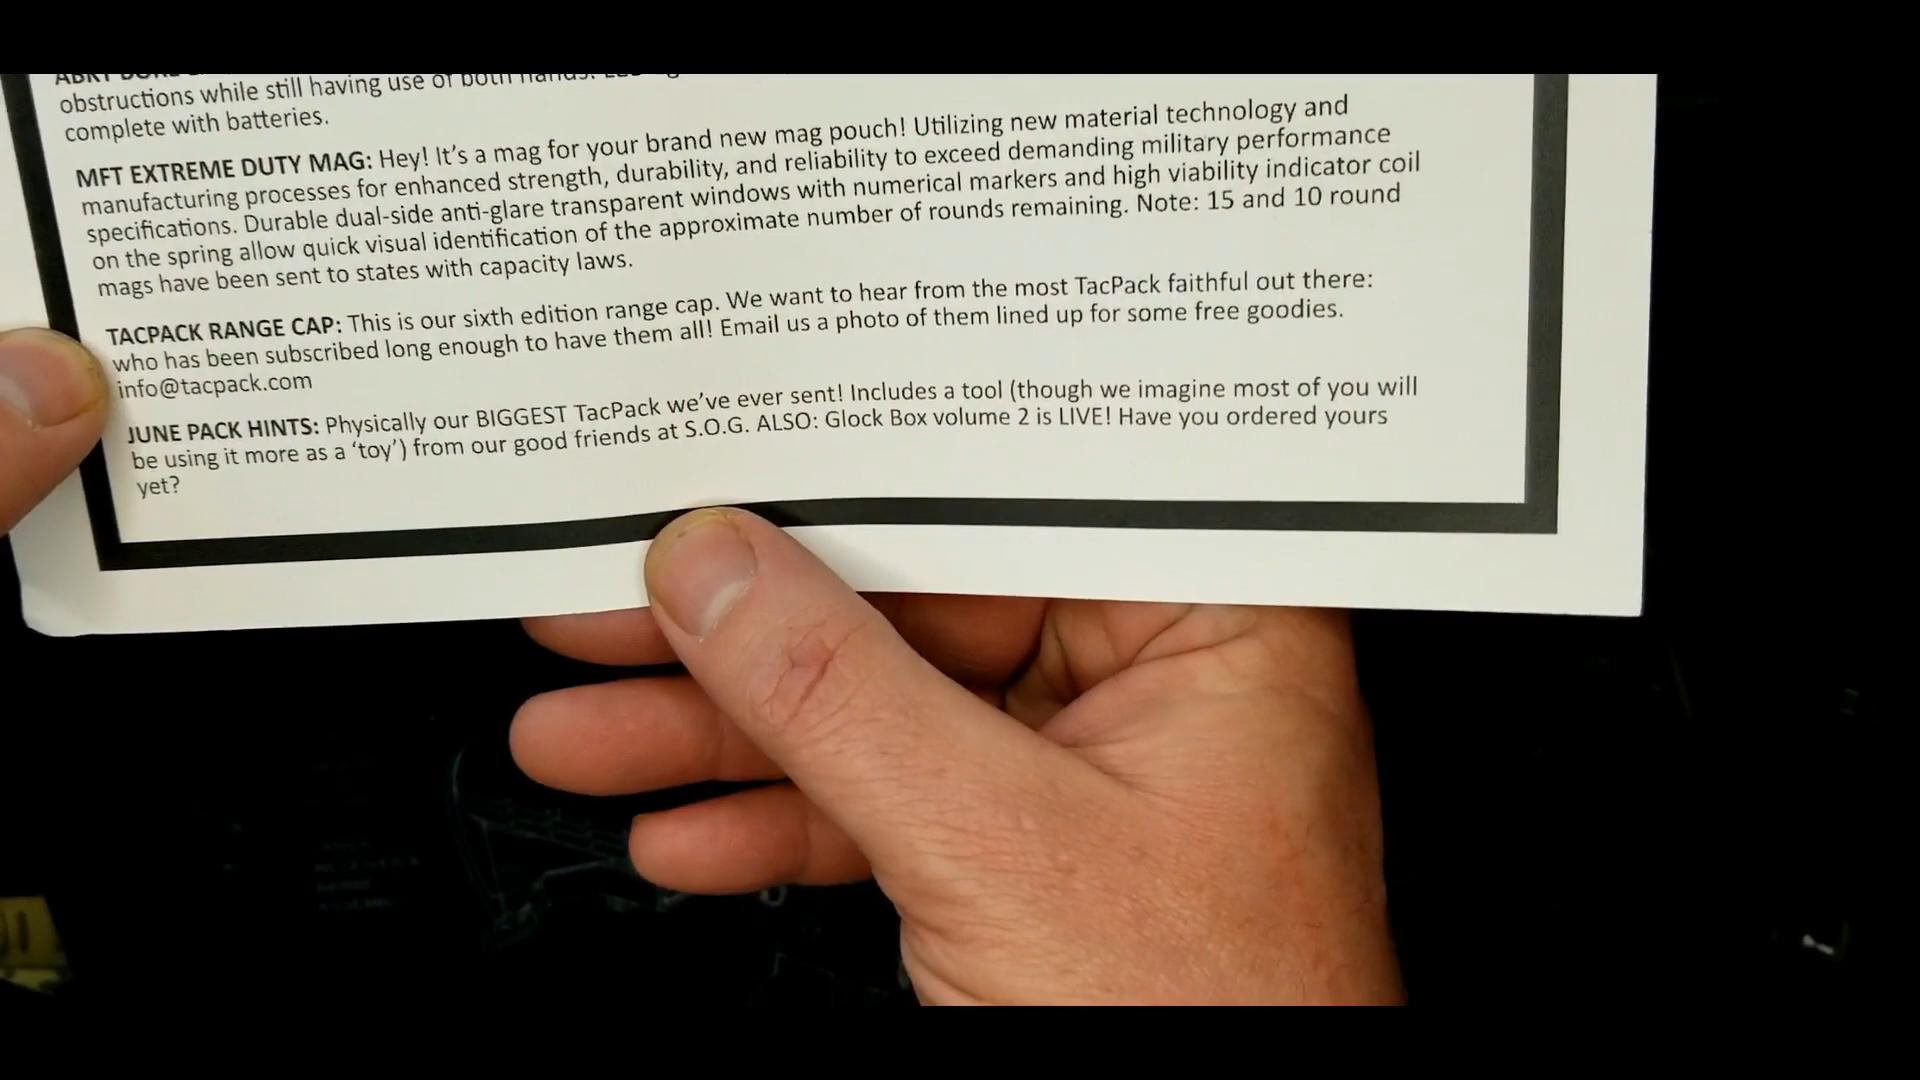 obstructions while still having use of both hands.
complete with batteries.
MFT EXTREME DUTY MAG: Hey! It's a mag for your brand new mag pouch! Utilizing new material technology and
manufacturing processes for enhanced strength, durability, and reliability to exceed demanding military performance
specifications. Durable dual-side anti-glare transparent windows with numerical markers and high viability indicator coil
on the spring allow quick visual identification of the approximate number of rounds remaining. Note: 15 and 10 round
mags have been sent to states with capacity laws.
TACPACK RANGE CAP: This is our sixth edition range cap. We want to hear from the most TacPack faithful out there:
who has been subscribed long enough to have them all! Email us a photo of them lined up for some free goodies.
info@tacpack.com
JUNE PACK HINTS: Physically our BIGGEST TacPack we've ever sent! Includes a tool (though we imagine most of you will
be using it more as a 'toy') from our good friends at S.O.G. ALSO: Glock Box volume 2 is LIVE! Have you ordered yours
yet?